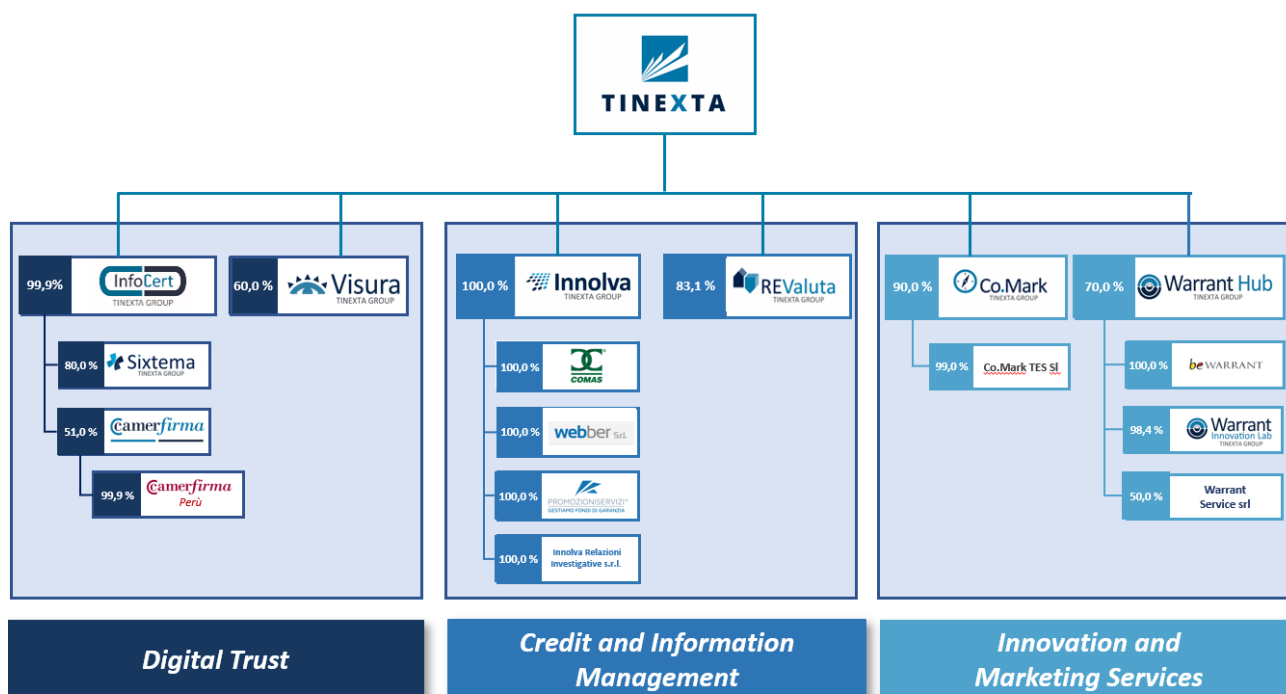 TINEXTA
99,9%
InfoCert
TINEXTA GROUP
80,0 %
Sixtema
TINEXTA GROUP
51,0 %
Camerfirma
99,9 %
Camerfirma
Perù
60,0 %
Visura
TINEXTA GROUP
100,0 %
Innolva
TINEXTA GROUP
100,0 %
COMAS
100,0 %
webber S.r.l.
100,0 %
PROMOZIONISERVIZI®
GESTIAMO FONDI DI GARANZIA
100,0 %
Innolva Relazioni
Investigative s.r.l.
83,1 %
REValuta
TINEXTA GROUP
90,0 %
Co.Mark
TINEXTA GROUP
99,0 %
Co.Mark TES Sl
70,0 %
Warrant Hub
TINEXTA GROUP
100,0 %
beWARRANT
98,4 %
Warrant
Innovation Lab
TINEXTA GROUP
50,0 %
Warrant
Service srl
Digital Trust
Credit and Information
Management
Innovation and
Marketing Services